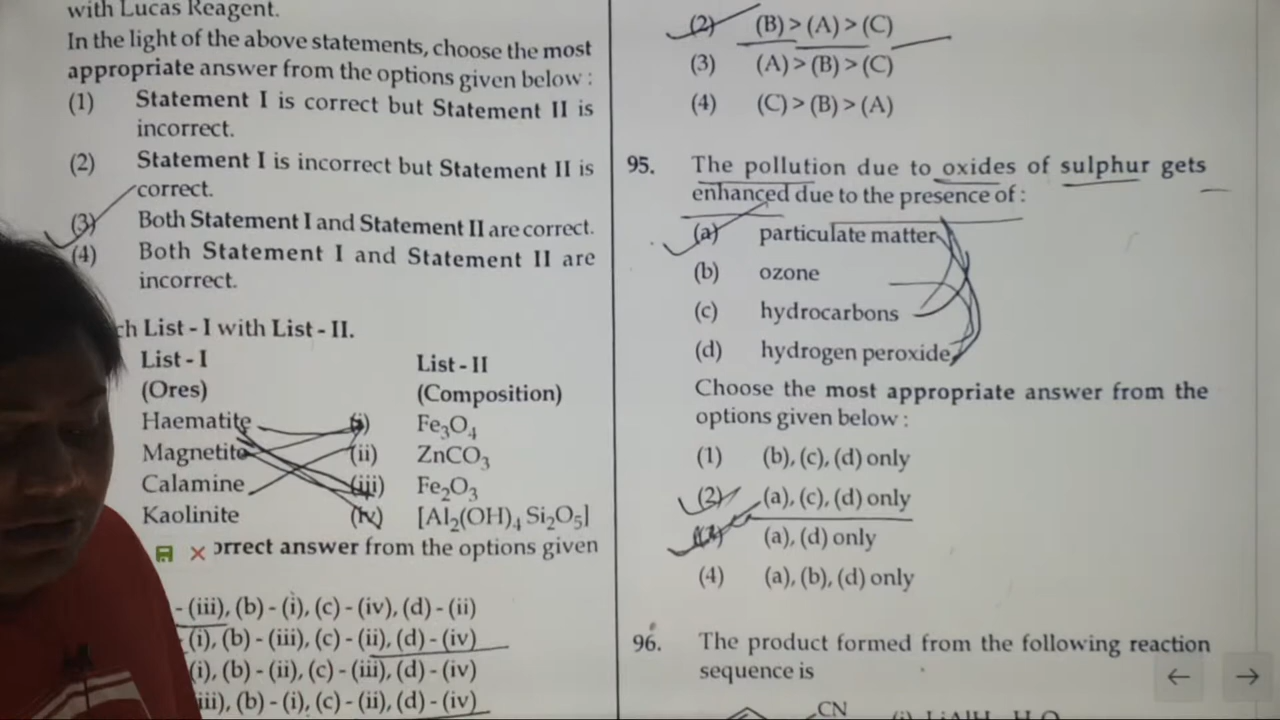 with Lucas Reagent.
In the light of the above statements, choose the most
appropriate answer from the options given below :
(1) Statement I is correct but Statement II is
incorrect.
(2) Statement I is incorrect but Statement II is
correct.
(3) Both Statement I and Statement II are correct.
(4) Both Statement I and Statement II are
incorrect.
ch List - I with List - II.
List - I List - II
(Ores) (Composition)
Haematite (i) Fe₃O₄
Magnetite (ii) ZnCO₃
Calamine (iii) Fe₂O₃
Kaolinite (iv) [Al₂(OH)₄ Si₂O₅]
orrect answer from the options given
- (iii), (b) - (i), (c) - (iv), (d) - (ii)
(i), (b) - (iii), (c) - (ii), (d) - (iv)
(i), (b) - (ii), (c) - (iii), (d) - (iv)
iii), (b) - (i), (c) - (ii), (d) - (iv)
(2) (B) > (A) > (C)
(3) (A) > (B) > (C)
(4) (C) > (B) > (A)
95. The pollution due to oxides of sulphur gets
enhanced due to the presence of :
(a) particulate matter
(b) ozone
(c) hydrocarbons
(d) hydrogen peroxide
Choose the most appropriate answer from the
options given below :
(1) (b), (c), (d) only
(2) (a), (c), (d) only
(a), (d) only
(4) (a), (b), (d) only
96. The product formed from the following reaction
sequence is
CN